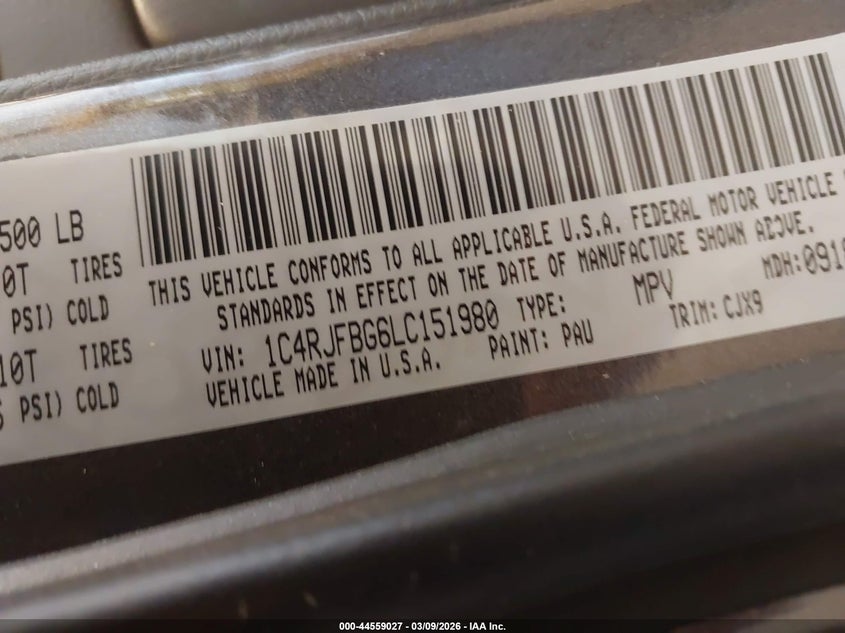 500 LB
0T TIRES
PSI) COLD
10T TIRES
PSI) COLD
THIS VEHICLE CONFORMS TO ALL APPLICABLE U.S.A. FEDERAL MOTOR VEHICLE
STANDARDS IN EFFECT ON THE DATE OF MANUFACTURE SHOWN ABOVE.
VIN: 1C4RJFBG6LC151980 TYPE: MPV MDH:091
VEHICLE MADE IN U.S.A. PAINT: PAU TRIM: CJX9
000-44559027 - 03/09/2026 - IAA Inc.